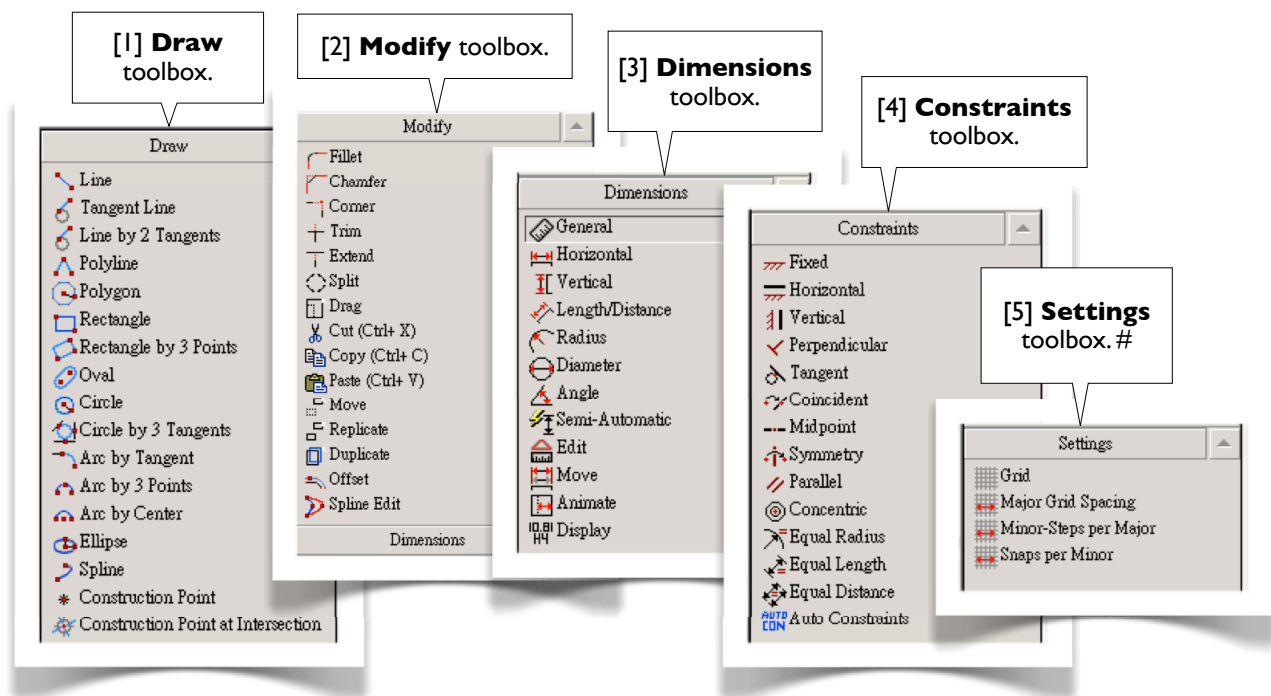 [1] Draw
toolbox.
[2] Modify toolbox.
[3] Dimensions
toolbox.
[4] Constraints
toolbox.
[5] Settings
toolbox. #
Draw
Line
Tangent Line
Line by 2 Tangents
Polyline
Polygon
Rectangle
Rectangle by 3 Points
Oval
Circle
Circle by 3 Tangents
Arc by Tangent
Arc by 3 Points
Arc by Center
Ellipse
Spline
Construction Point
Construction Point at Intersection
Modify
Fillet
Chamfer
Corner
Trim
Extend
Split
Drag
Cut (Ctrl+ X)
Copy (Ctrl+ C)
Paste (Ctrl+ V)
Move
Replicate
Duplicate
Offset
Spline Edit
Dimensions
Dimensions
General
Horizontal
Vertical
Length/Distance
Radius
Diameter
Angle
Semi-Automatic
Edit
Move
Animate
10.81
H4 Display
Constraints
Fixed
Horizontal
Vertical
Perpendicular
Tangent
Coincident
Midpoint
Symmetry
Parallel
Concentric
Equal Radius
Equal Length
Equal Distance
AUTO
CON Auto Constraints
Settings
Grid
Major Grid Spacing
Minor-Steps per Major
Snaps per Minor